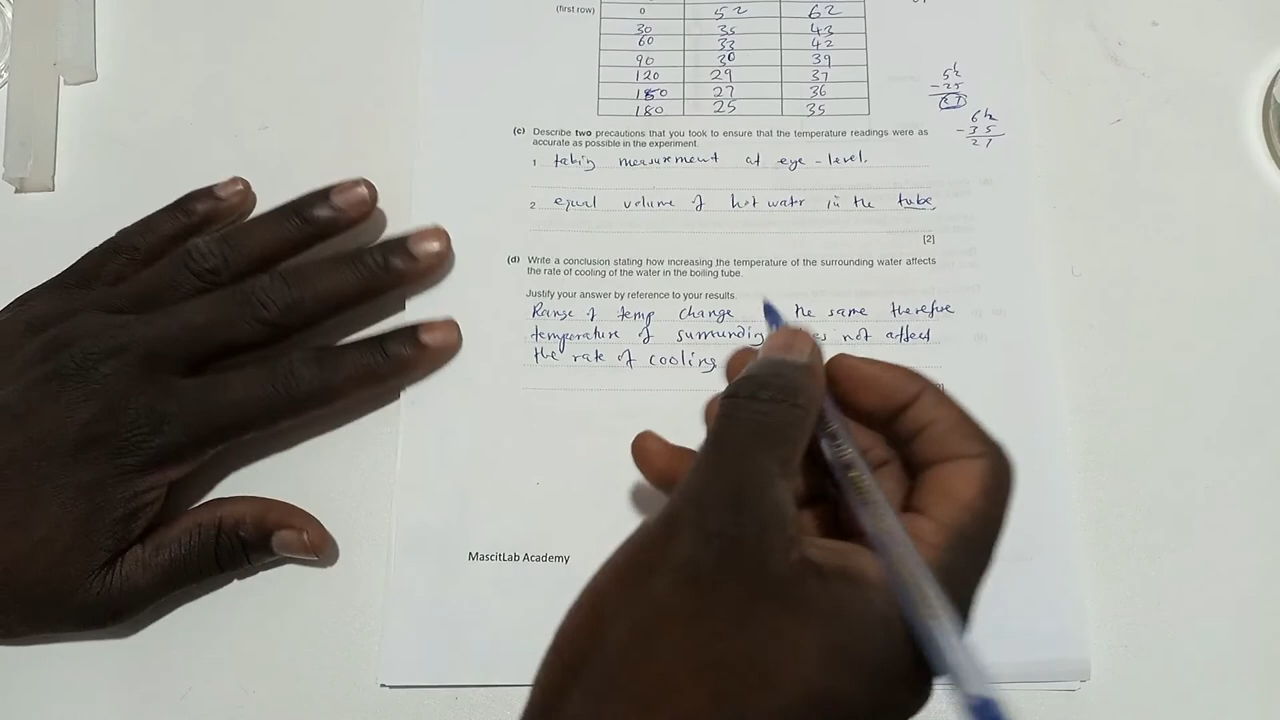 (first row) 0 52 62
30 35 43
60 33 42
90 30 39
120 29 37
150 27 36
180 25 35
52
- 25
27
62
- 35
27
(c) Describe two precautions that you took to ensure that the temperature readings were as
accurate as possible in the experiment.
1 taking measurement at eye-level.
2 equal volume of hot water in the tube.
[2]
(d) Write a conclusion stating how increasing the temperature of the surrounding water affects
the rate of cooling of the water in the boiling tube.
Justify your answer by reference to your results.
Range of temp change the same therefore
temperature of surrounding not affect
the rate of cooling
MascitLab Academy